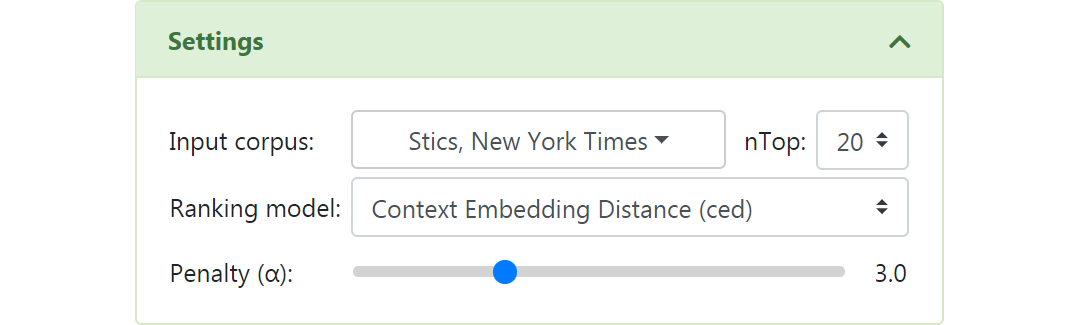 Settings
Input corpus: Stics, New York Times nTop: 20
Ranking model: Context Embedding Distance (ced)
Penalty (α): 3.0